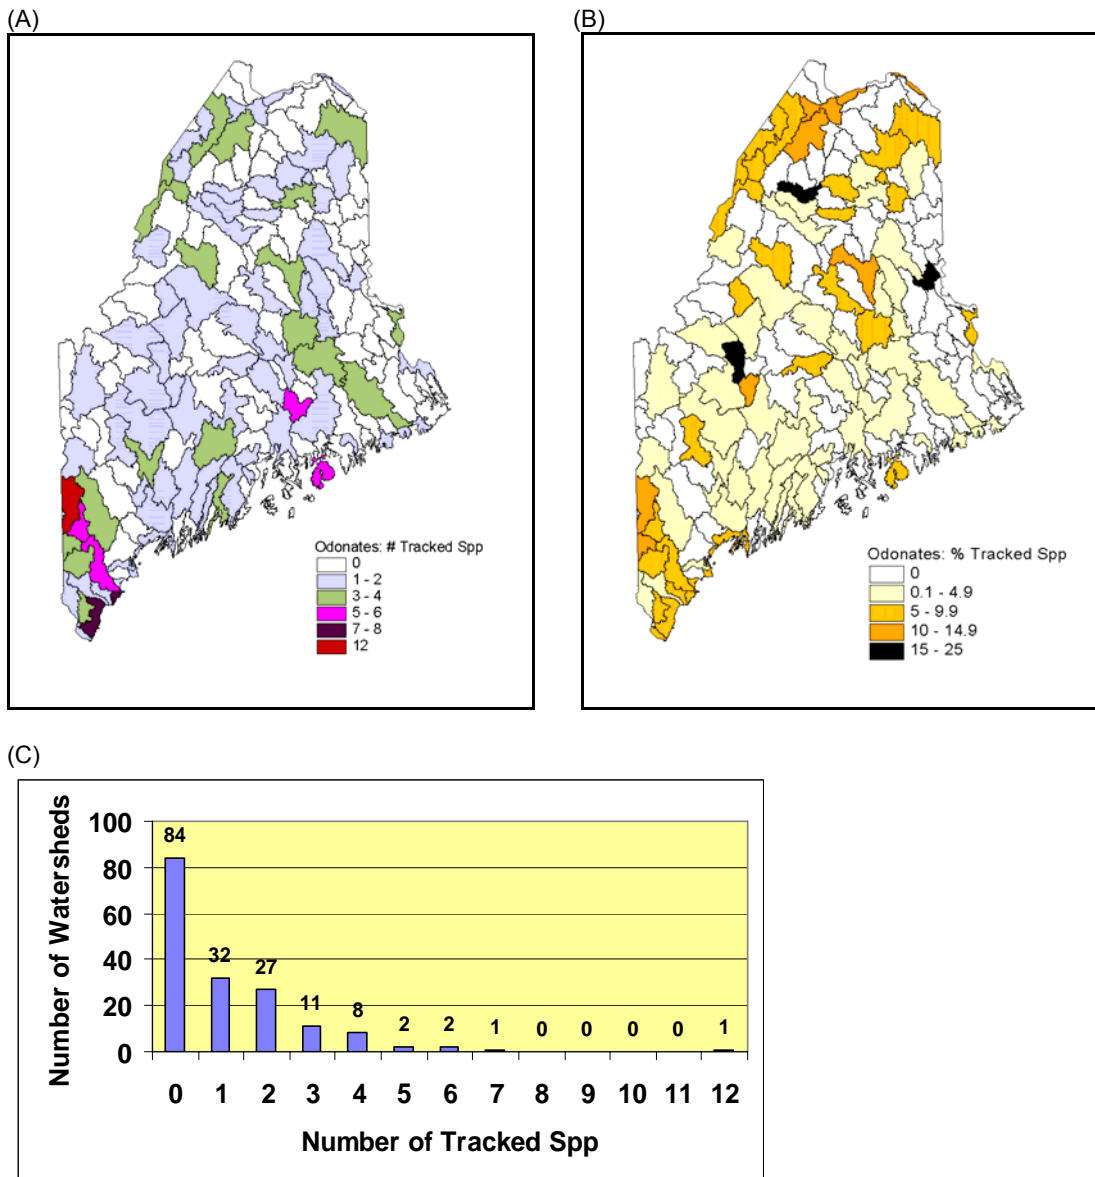 (A)
(B)
Odonates: # Tracked Spp
0
1 - 2
3 - 4
5 - 6
7 - 8
12
Odonates: % Tracked Spp
0
0.1 - 4.9
5 - 9.9
10 - 14.9
15 - 25
(C)
Number of Watersheds
100
80
60
40
20
0
84
32
27
11
8
2
2
1
0
0
0
0
1
0 1 2 3 4 5 6 7 8 9 10 11 12
Number of Tracked Spp